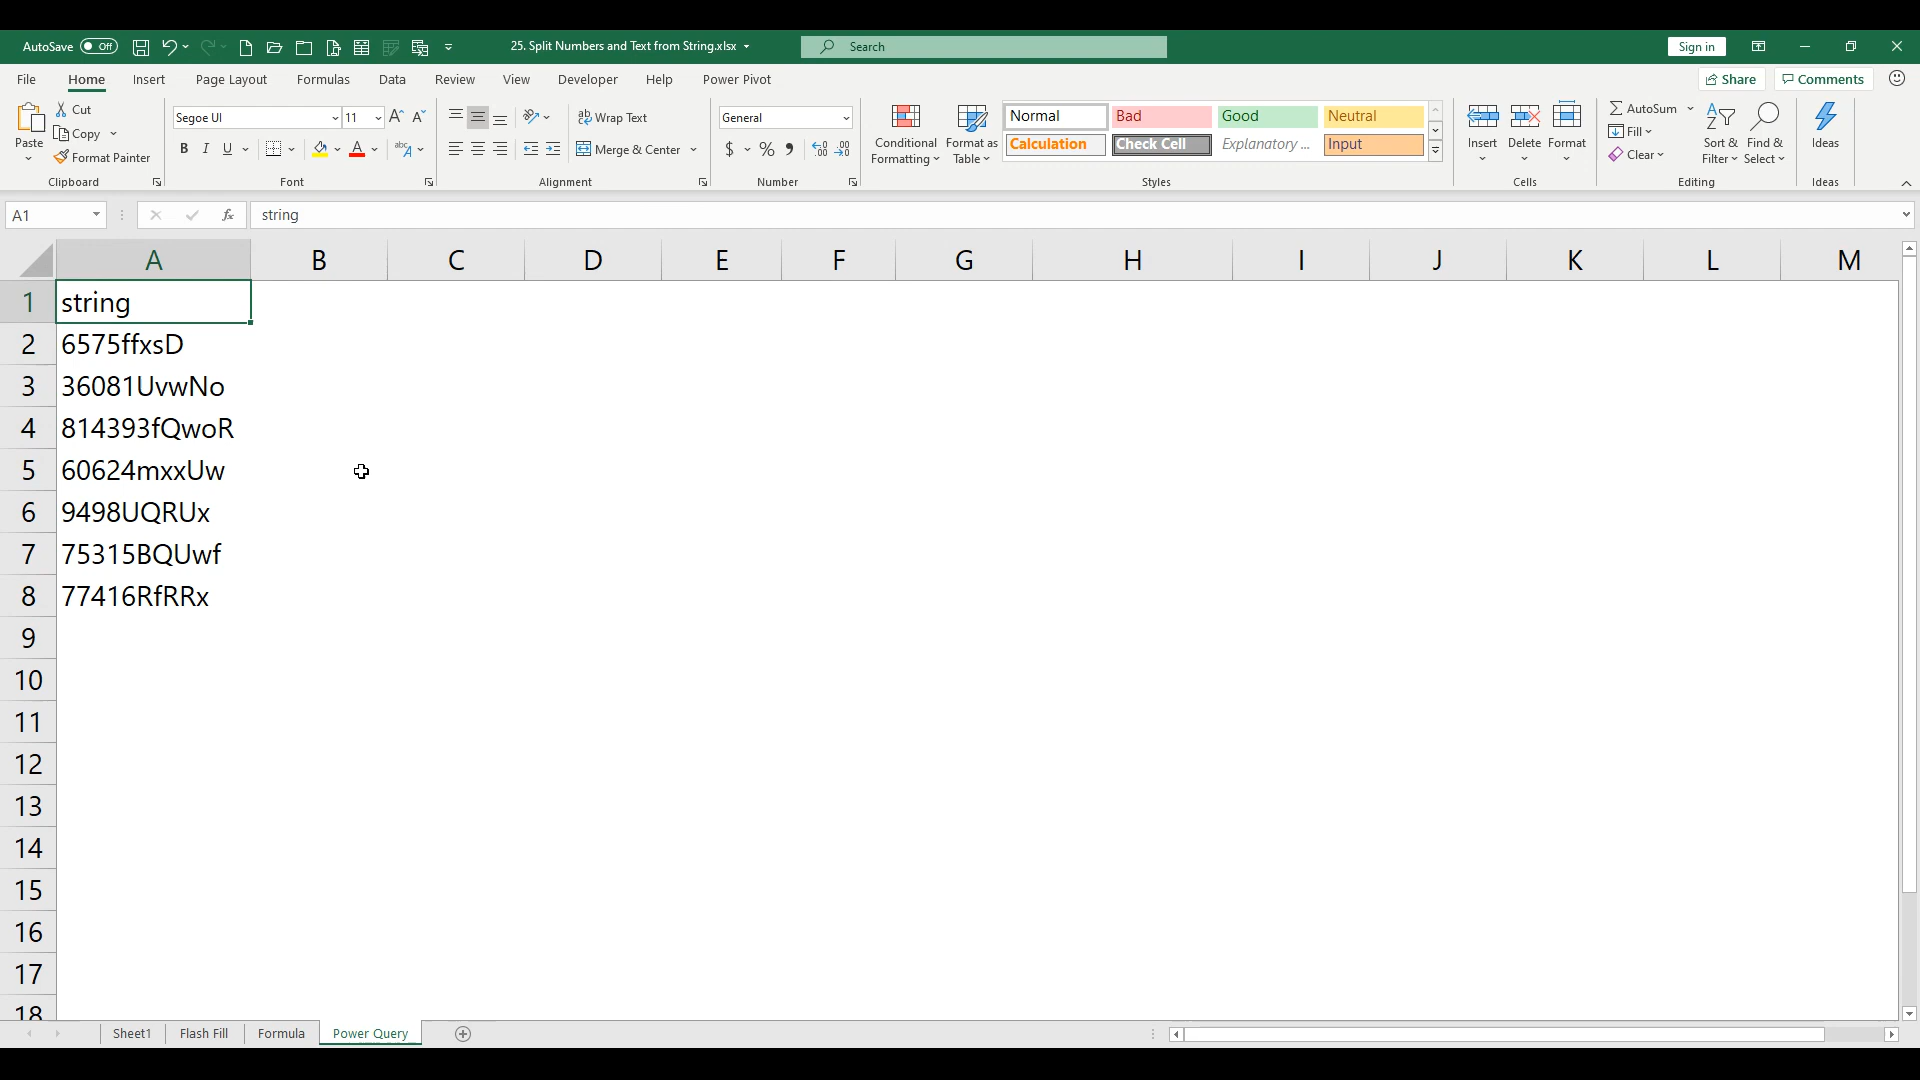 AutoSave Off 25. Split Numbers and Text from String.xlsx Search Sign in
File Home Insert Page Layout Formulas Data Review View Developer Help Power Pivot Share Comments
Paste
Cut
Copy
Format Painter
Clipboard
Segoe UI 11
B I U
Font
Wrap Text
Merge & Center
Alignment
General
$ % 9
Number
Conditional
Formatting
Format as
Table
Normal Bad Good Neutral
Calculation Check Cell Explanatory ... Input
Styles
Insert Delete Format
Cells
AutoSum
Fill
Clear
Sort &
Filter
Find &
Select
Editing
Ideas
Ideas
A1 fx string
A B C D E F G H I J K L M
1 string
2 6575ffxsD
3 36081UvwNo
4 814393fQwoR
5 60624mxxUw
6 9498UQRUx
7 75315BQUwf
8 77416RfRRx
9
10
11
12
13
14
15
16
17
18
Sheet1 Flash Fill Formula Power Query